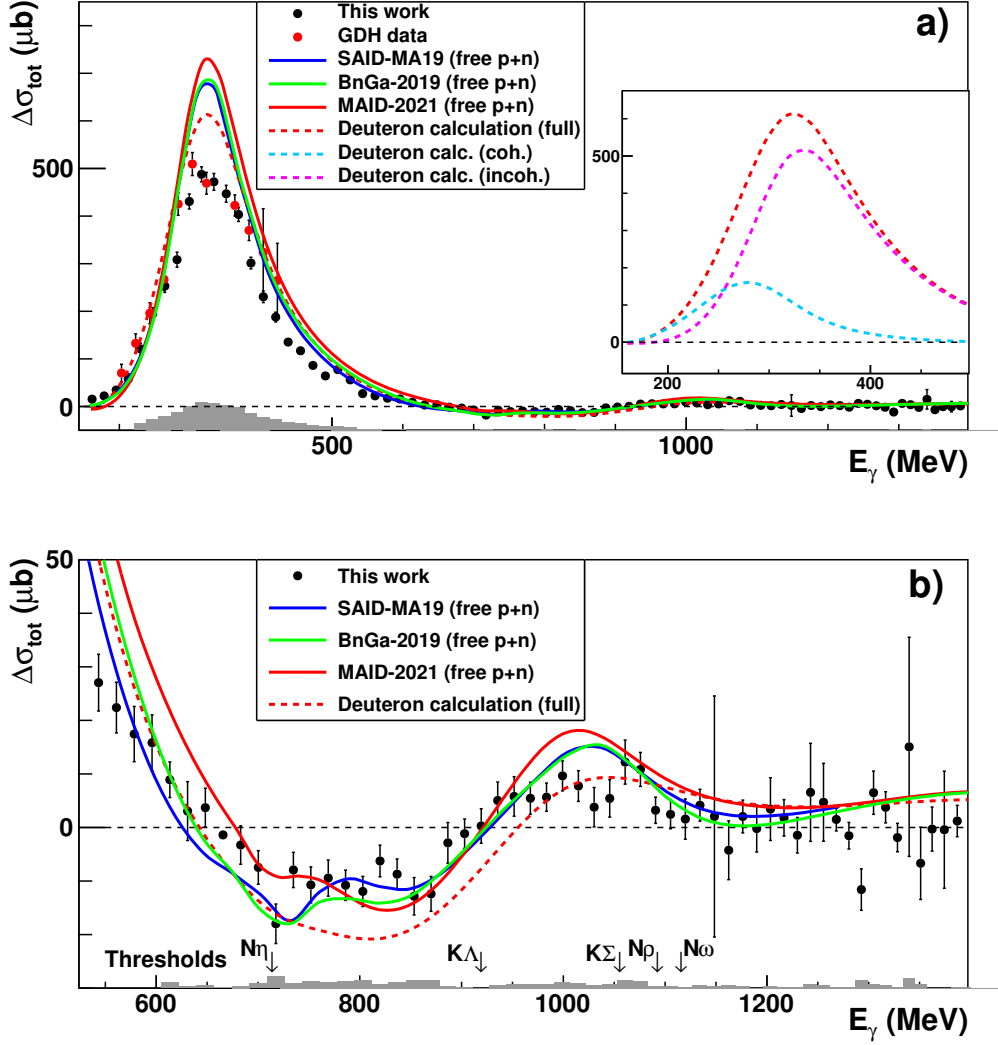 a)
Δσtot (μb)
This work
GDH data
SAID-MA19 (free p+n)
BnGa-2019 (free p+n)
MAID-2021 (free p+n)
Deuteron calculation (full)
Deuteron calc. (coh.)
Deuteron calc. (incoh.)
500
0
500
0
200 400
500 1000
Eγ (MeV)
b)
Δσtot (μb)
50
0
This work
SAID-MA19 (free p+n)
BnGa-2019 (free p+n)
MAID-2021 (free p+n)
Deuteron calculation (full)
Thresholds Nη KΛ KΣ Nρ Nω
600 800 1000 1200
Eγ (MeV)